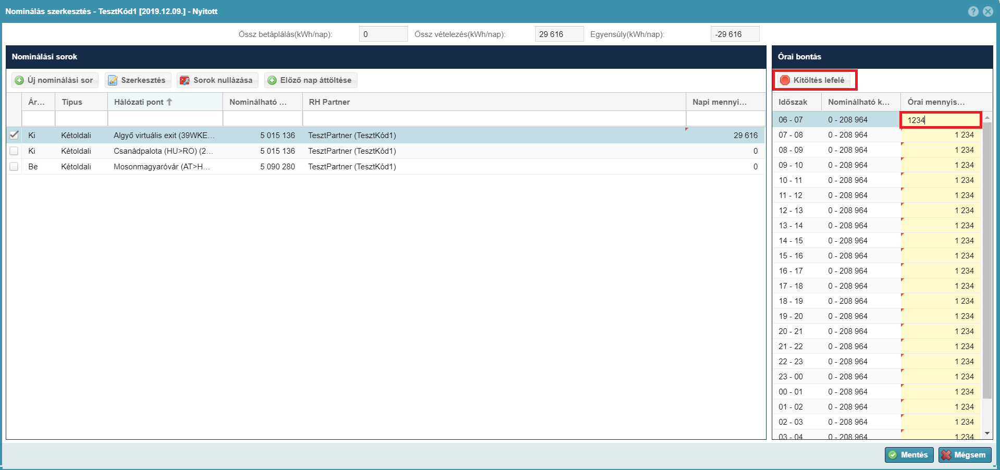 Nominálás szerkesztés - TesztKód1 [2019.12.09.] - Nyitott
Össz betáplálás(kWh/nap): 0 Össz vételezés(kWh/nap): 29 616 Egyensúly(kWh/nap): -29 616
Nominálási sorok
Új nominálási sor Szerkesztés Sorok nullázása Előző nap áttöltése
Ár... Típus Hálózati pont Nominálható ... RH Partner Napi mennyi...
Ki Kétoldali Algyő virtuális exit (39WKE... 5 015 136 TesztPartner (TesztKód1) 29 616
Ki Kétoldali Csanádpalota (HU>RO) (2... 5 015 136 TesztPartner (TesztKód1) 0
Be Kétoldali Mosonmagyaróvár (AT>H... 5 090 280 TesztPartner (TesztKód1) 0
Órai bontás
Kitöltés lefelé
Időszak Nominálható k... Órai mennyis...
06 - 07 0 - 208 964 1234
07 - 08 0 - 208 964 1 234
08 - 09 0 - 208 964 1 234
09 - 10 0 - 208 964 1 234
10 - 11 0 - 208 964 1 234
11 - 12 0 - 208 964 1 234
12 - 13 0 - 208 964 1 234
13 - 14 0 - 208 964 1 234
14 - 15 0 - 208 964 1 234
15 - 16 0 - 208 964 1 234
16 - 17 0 - 208 964 1 234
17 - 18 0 - 208 964 1 234
18 - 19 0 - 208 964 1 234
19 - 20 0 - 208 964 1 234
20 - 21 0 - 208 964 1 234
21 - 22 0 - 208 964 1 234
22 - 23 0 - 208 964 1 234
23 - 00 0 - 208 964 1 234
00 - 01 0 - 208 964 1 234
01 - 02 0 - 208 964 1 234
02 - 03 0 - 208 964 1 234
03 - 04 0 - 208 964 1 234
Mentés Mégsem